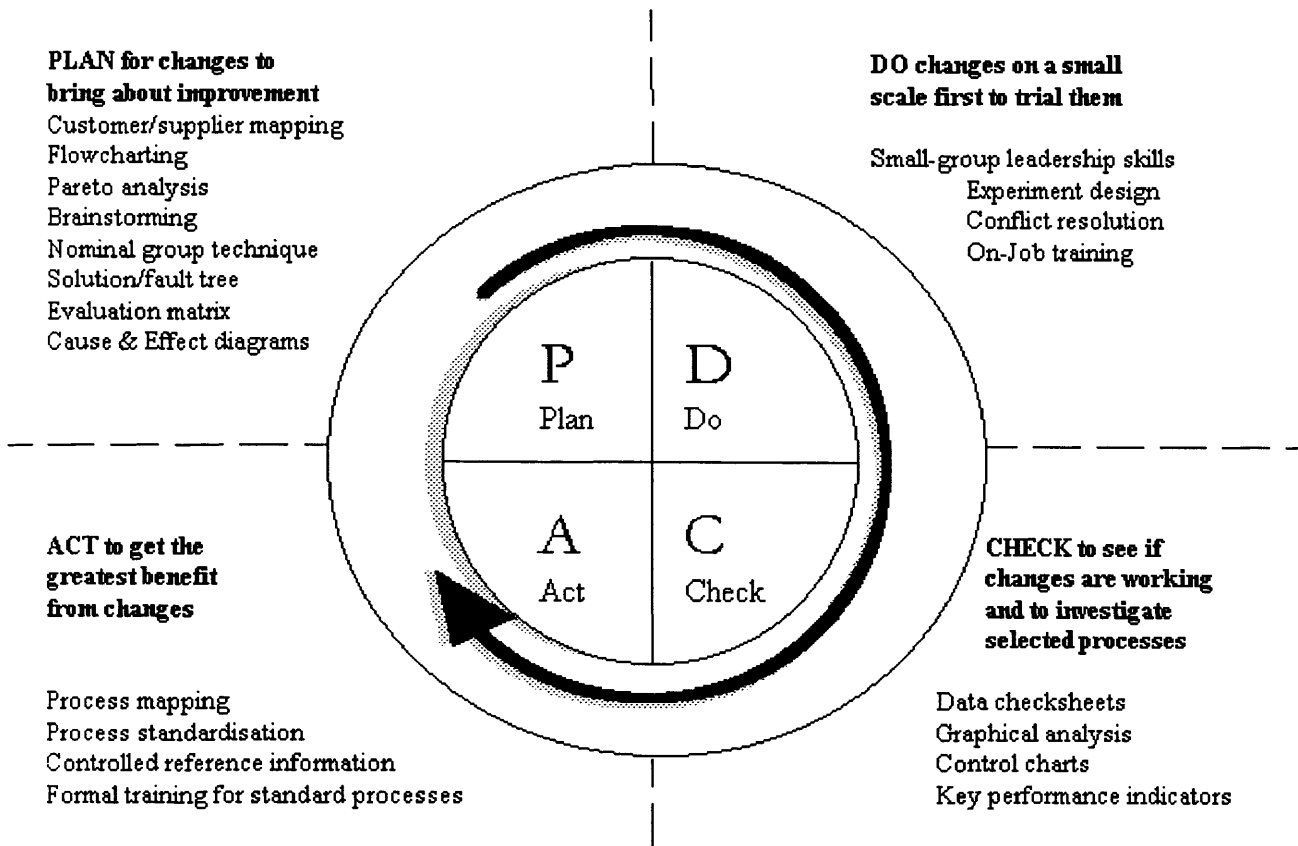 PLAN for changes to
bring about improvement
Customer/supplier mapping
Flowcharting
Pareto analysis
Brainstorming
Nominal group technique
Solution/fault tree
Evaluation matrix
Cause & Effect diagrams
DO changes on a small
scale first to trial them
Small-group leadership skills
Experiment design
Conflict resolution
On-Job training
P
Plan
D
Do
A
Act
C
Check
ACT to get the
greatest benefit
from changes
Process mapping
Process standardisation
Controlled reference information
Formal training for standard processes
CHECK to see if
changes are working
and to investigate
selected processes
Data checksheets
Graphical analysis
Control charts
Key performance indicators